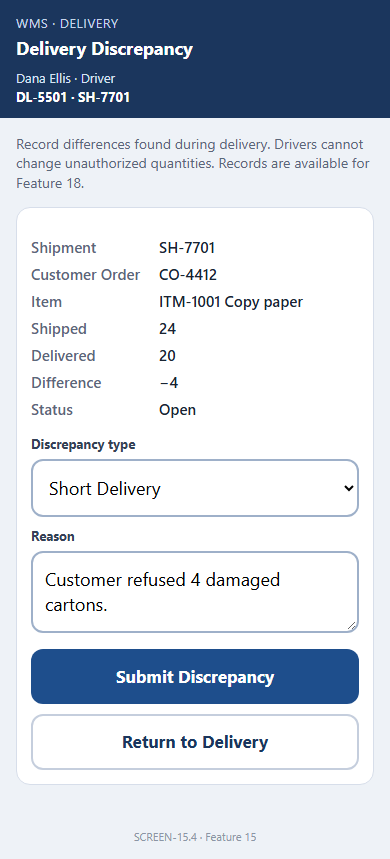 WMS · DELIVERY
Delivery Discrepancy
Dana Ellis · Driver
DL-5501 · SH-7701
Record differences found during delivery. Drivers cannot
change unauthorized quantities. Records are available for
Feature 18.
Shipment SH-7701
Customer Order CO-4412
Item ITM-1001 Copy paper
Shipped 24
Delivered 20
Difference −4
Status Open
Discrepancy type
Short Delivery
Reason
Customer refused 4 damaged
cartons.
Submit Discrepancy
Return to Delivery
SCREEN-15.4 · Feature 15